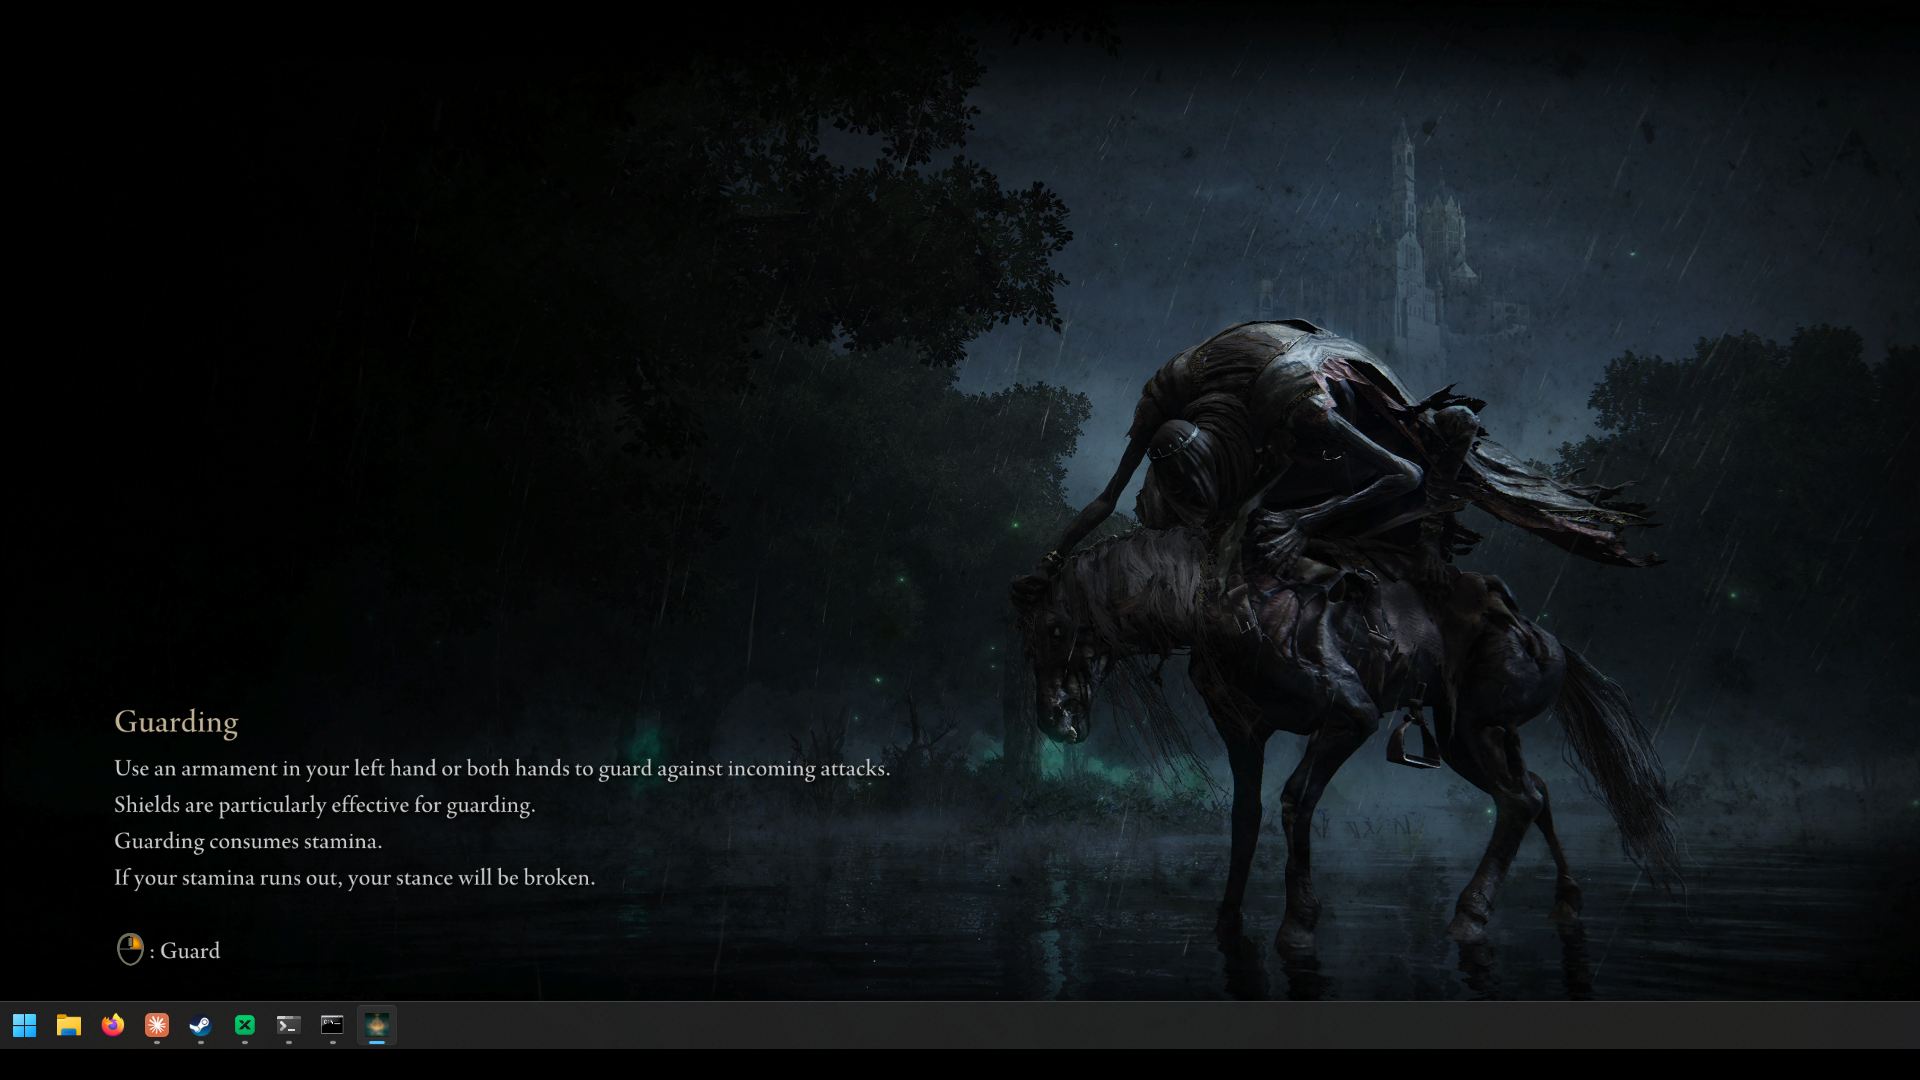 Guarding
Use an armament in your left hand or both hands to guard against incoming attacks.
Shields are particularly effective for guarding.
Guarding consumes stamina.
If your stamina runs out, your stance will be broken.
: Guard